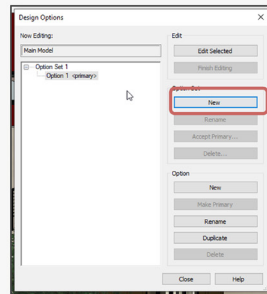 Design Options
Now Editing:
Main Model
Option Set 1
Option 1 <primary>
Edit
Edit Selected
Finish Editing
Option Set
New
Rename
Accept Primary...
Delete...
Option
New
Make Primary
Rename
Duplicate
Delete
Close
Help